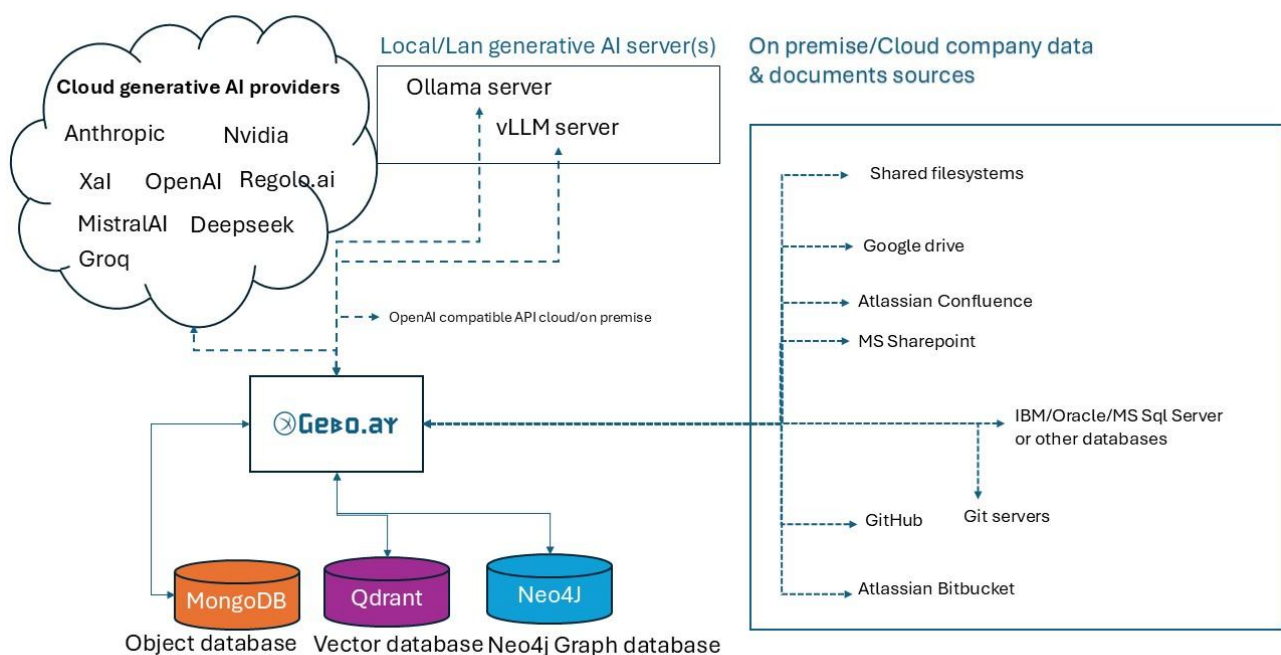 Cloud generative AI providers
Anthropic
Nvidia
XaI
OpenAI
Regolo.ai
MistralAI
Deepseek
Groq
Local/Lan generative AI server(s)
Ollama server
vLLM server
On premise/Cloud company data
& documents sources
Shared filesystems
Google drive
Atlassian Confluence
MS Sharepoint
IBM/Oracle/MS Sql Server
or other databases
Git servers
GitHub
Atlassian Bitbucket
OpenAI compatible API cloud/on premise
Gebo.ai
MongoDB
Object database
Qdrant
Vector database
Neo4J
Neo4j Graph database